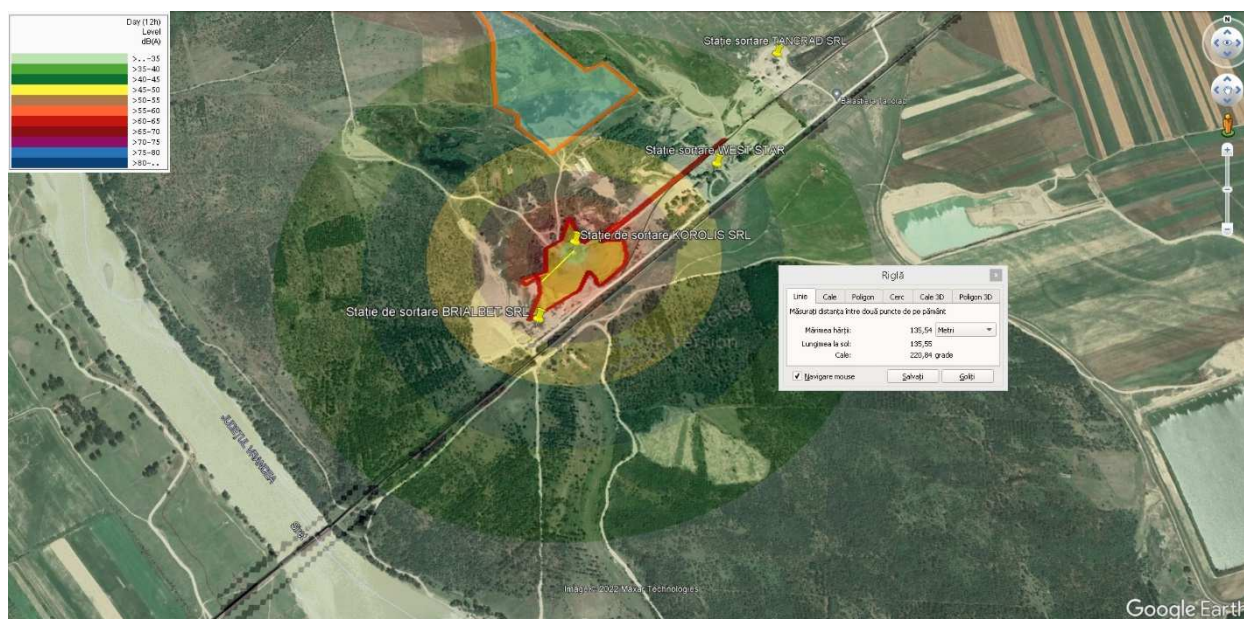 Day (12h)
Level
dB(A)
>..-35
>35-40
>40-45
>45-50
>50-55
>55-60
>60-65
>65-70
>70-75
>75-80
>80-..
Stație sortare TANCRAD SRL
Balastiera Tancrad
Stație sortare WEST STAR
Stație de sortare KOROLIS SRL
Stație de sortare BRIALBET SRL
Riglă
Linie Cale Poligon Cerc Cale 3D Poligon 3D
Măsurați distanța între două puncte de pe pământ
Mărimea hărții: 135,54 Metri
Lungimea la sol: 135,55
Cale: 220,84 grade
Navigare mouse Salvați Goliți
JUDEȚUL VRANCEA
Image © 2022 Maxar Technologies
Google Earth
N